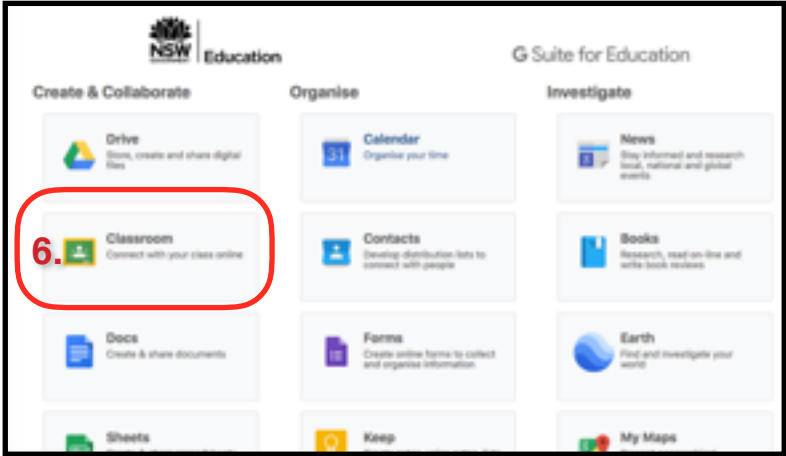 NSW Education
G Suite for Education
Create & Collaborate
Organise
Investigate
Drive
Store, create and share digital
files
Calendar
31
Organise your time
News
Stay informed and research
local, national and global
events
6.
Classroom
Connect with your class online
Contacts
Develop distribution lists to
connect with people
Books
Research, read on-line and
write book reviews
Docs
Create & share documents
Forms
Create online forms to collect
and organise information
Earth
Find and investigate your
world
Sheets
Keep
My Maps